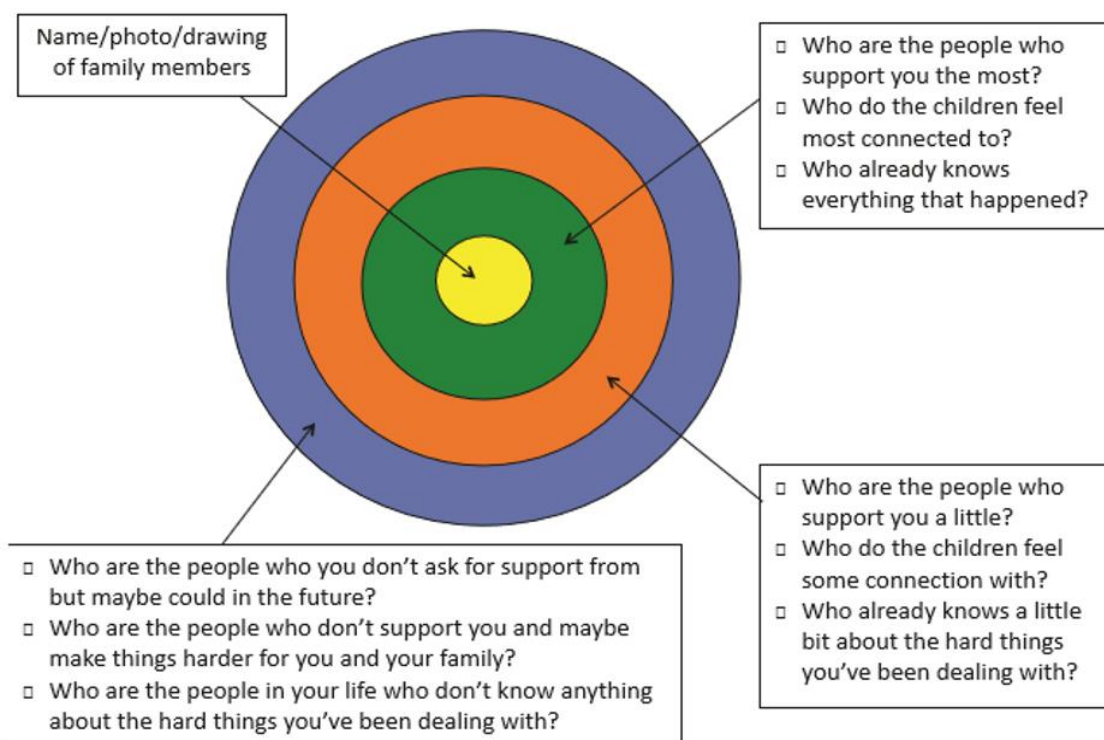 Name/photo/drawing
of family members
▯ Who are the people who
support you the most?
▯ Who do the children feel
most connected to?
▯ Who already knows
everything that happened?
▯ Who are the people who
support you a little?
▯ Who do the children feel
some connection with?
▯ Who already knows a little
bit about the hard things
you’ve been dealing with?
▯ Who are the people who you don’t ask for support from
but maybe could in the future?
▯ Who are the people who don’t support you and maybe
make things harder for you and your family?
▯ Who are the people in your life who don’t know anything
about the hard things you’ve been dealing with?